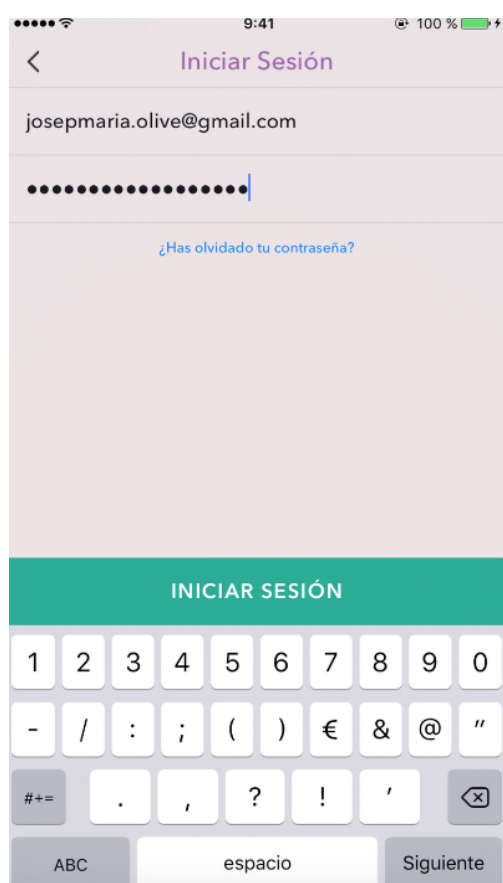 9:41 100 %
Iniciar Sesión
josepmaria.olive@gmail.com
••••••••••••••••••
¿Has olvidado tu contraseña?
INICIAR SESIÓN
1 2 3 4 5 6 7 8 9 0
- / : ; ( ) € & @ "
#+= . , ? ! '
ABC espacio Siguiente